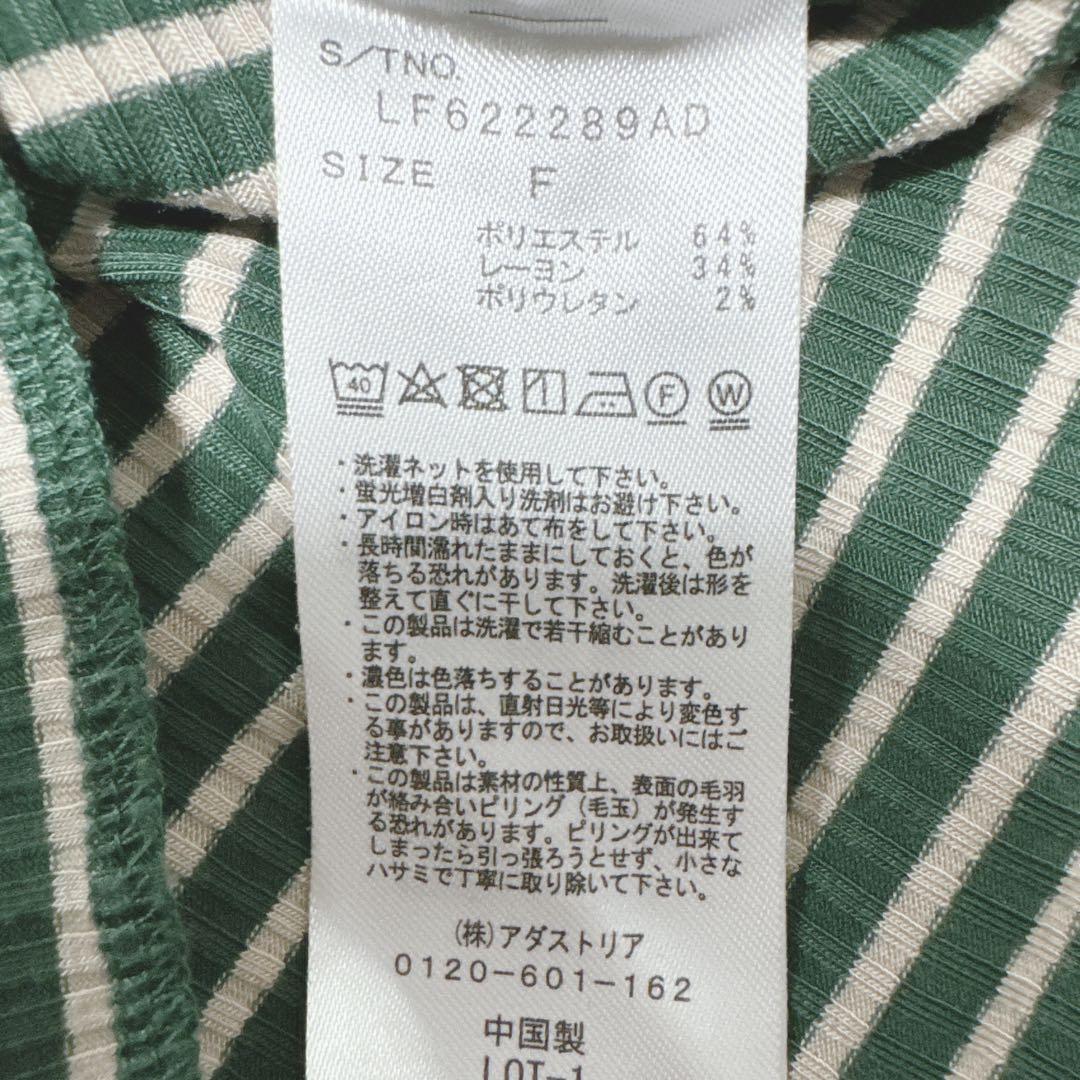 S/TNO.
LF622289AD
SIZE F
ポリエステル 64%
レーヨン 34%
ポリウレタン 2%
40 F W
・洗濯ネットを使用して下さい。
・蛍光増白剤入り洗剤はお避け下さい。
・アイロン時はあて布をして下さい。
・長時間濡れたままにしておくと、色が
落ちる恐れがあります。洗濯後は形を
整えて直ぐに干して下さい。
・この製品は洗濯で若干縮むことがあり
ます。
・濃色は色落ちすることがあります。
・この製品は、直射日光等により変色す
る事がありますので、お取扱いにはご
注意下さい。
・この製品は素材の性質上、表面の毛羽
が絡み合いピリング（毛玉）が発生す
る恐れがあります。ピリングが出来て
しまったら引っ張ろうとせず、小さな
ハサミで丁寧に取り除いて下さい。
(株)アダストリア
0120-601-162
中国製
LOT-1